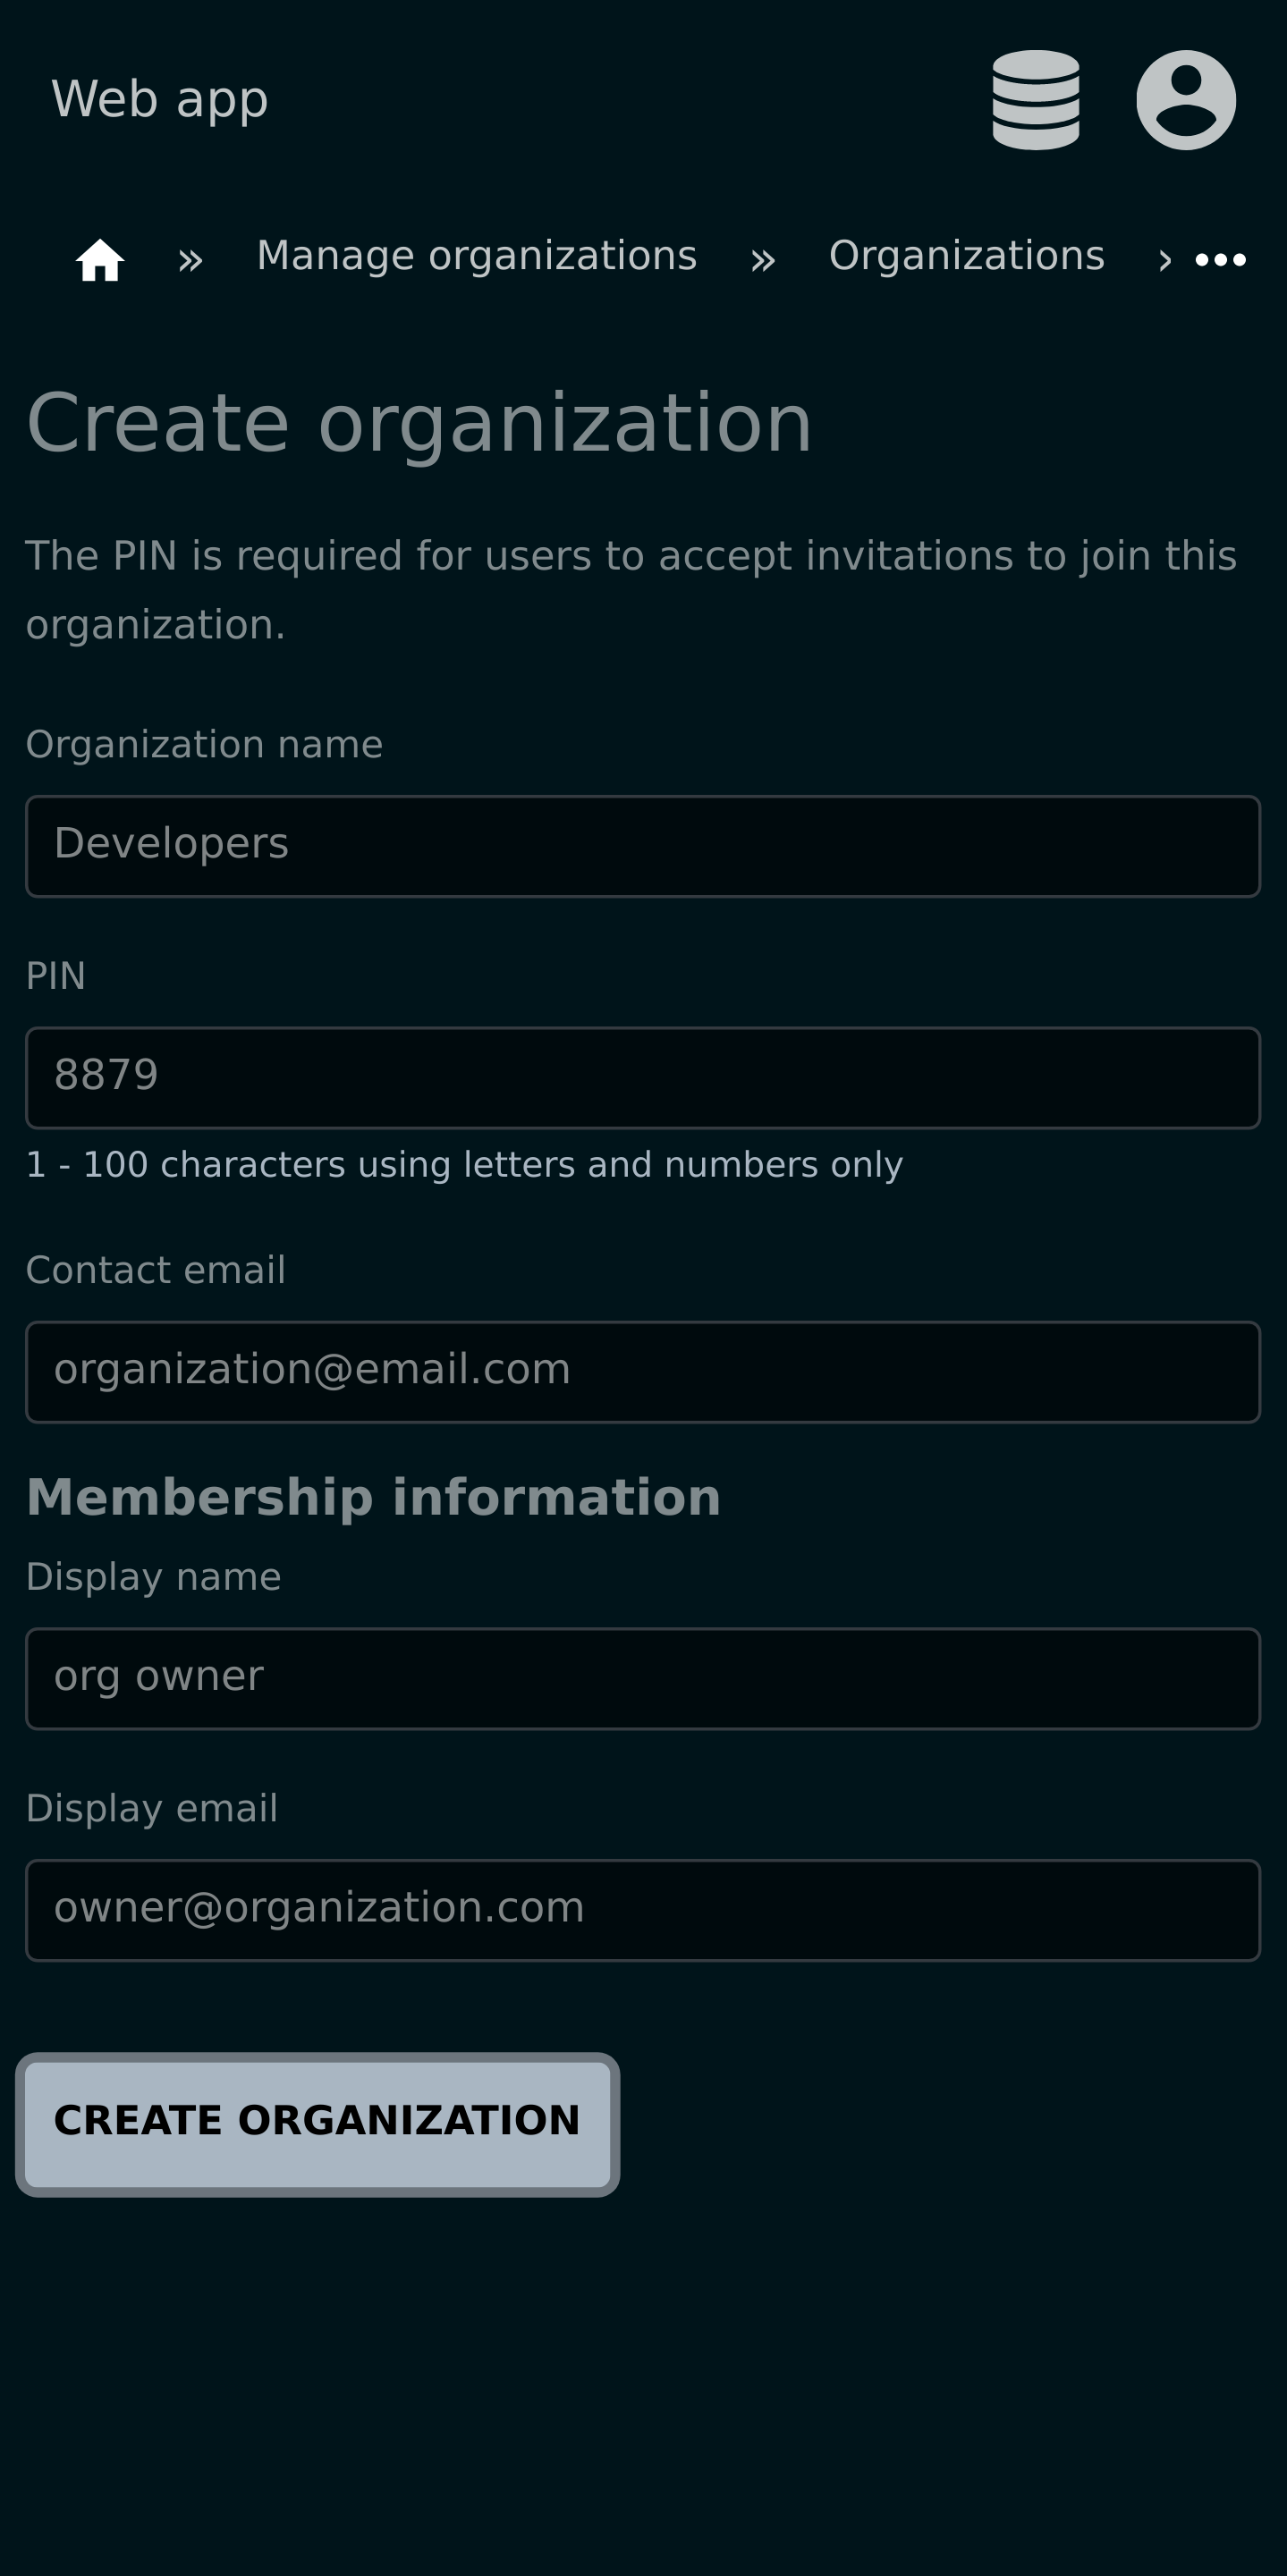 Web app
» Manage organizations » Organizations ›
Create organization
The PIN is required for users to accept invitations to join this
organization.
Organization name
Developers
PIN
8879
1 - 100 characters using letters and numbers only
Contact email
organization@email.com
Membership information
Display name
org owner
Display email
owner@organization.com
CREATE ORGANIZATION